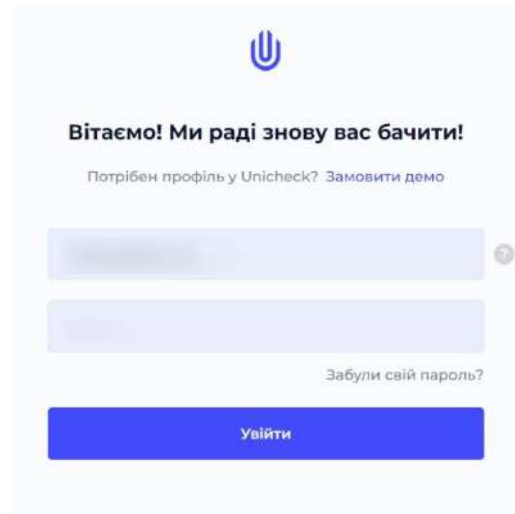 Вітаємо! Ми раді знову вас бачити!
Потрібен профіль у Unicheck? Замовити демо
?
Забули свій пароль?
Увійти